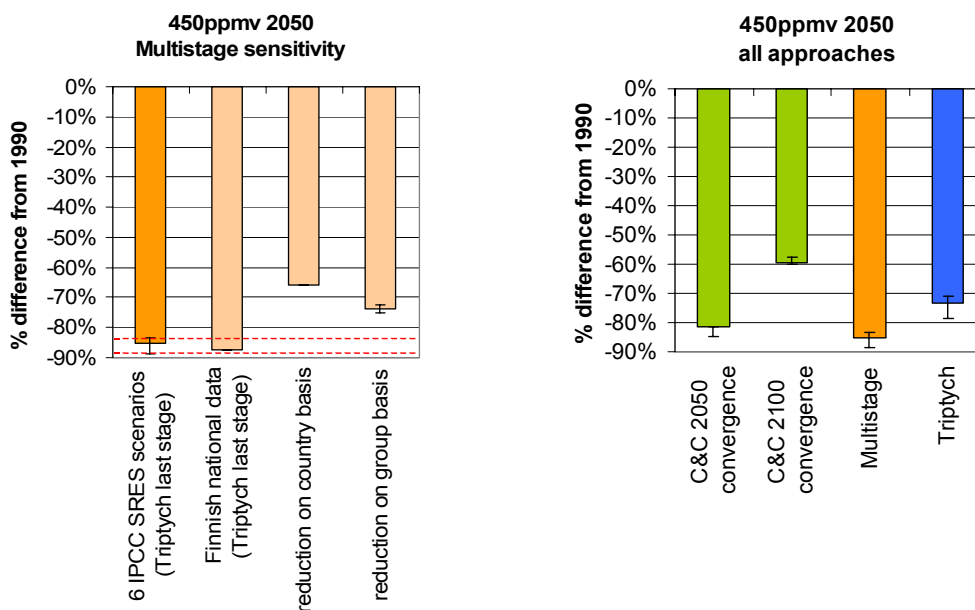 450ppmv 2050
Multistage sensitivity
% difference from 1990
0%
-10%
-20%
-30%
-40%
-50%
-60%
-70%
-80%
-90%
6 IPCC SRES scenarios
(Triptych last stage)
Finnish national data
(Triptych last stage)
reduction on country basis
reduction on group basis
450ppmv 2050
all approaches
% difference from 1990
0%
-10%
-20%
-30%
-40%
-50%
-60%
-70%
-80%
-90%
C&C 2050
convergence
C&C 2100
convergence
Multistage
Triptych